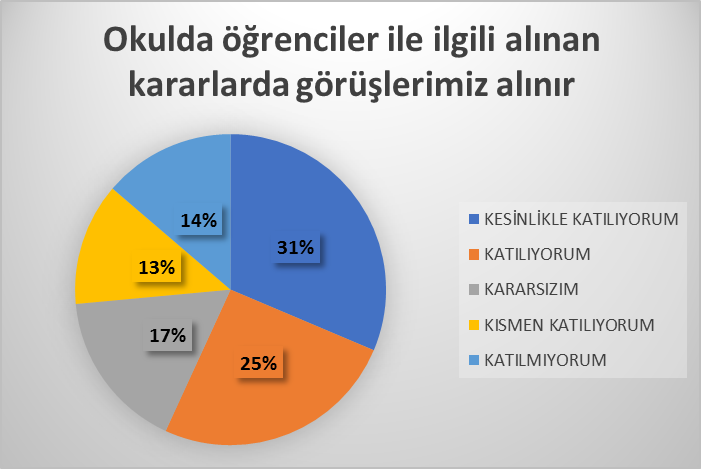 Okulda öğrenciler ile ilgili alınan
kararlarda görüşlerimiz alınır
14%
31%
13%
17%
25%
KESİNLİKLE KATILIYORUM
KATILIYORUM
KARARSIZIM
KISMEN KATILIYORUM
KATILMIYORUM